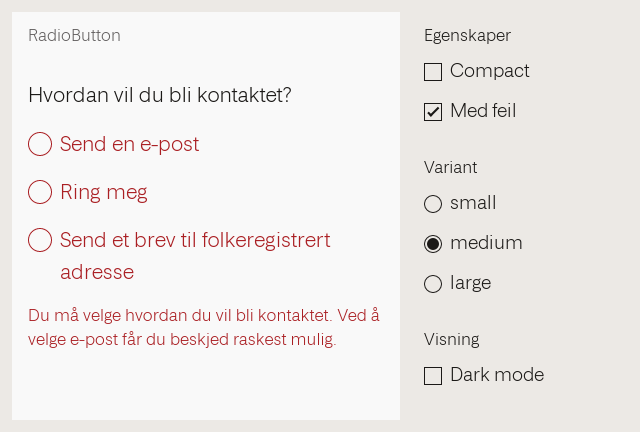 RadioButton
Hvordan vil du bli kontaktet?
Send en e-post
Ring meg
Send et brev til folkeregistrert
adresse
Du må velge hvordan du vil bli kontaktet. Ved å
velge e-post får du beskjed raskest mulig.
Egenskaper
Compact
Med feil
Variant
small
medium
large
Visning
Dark mode